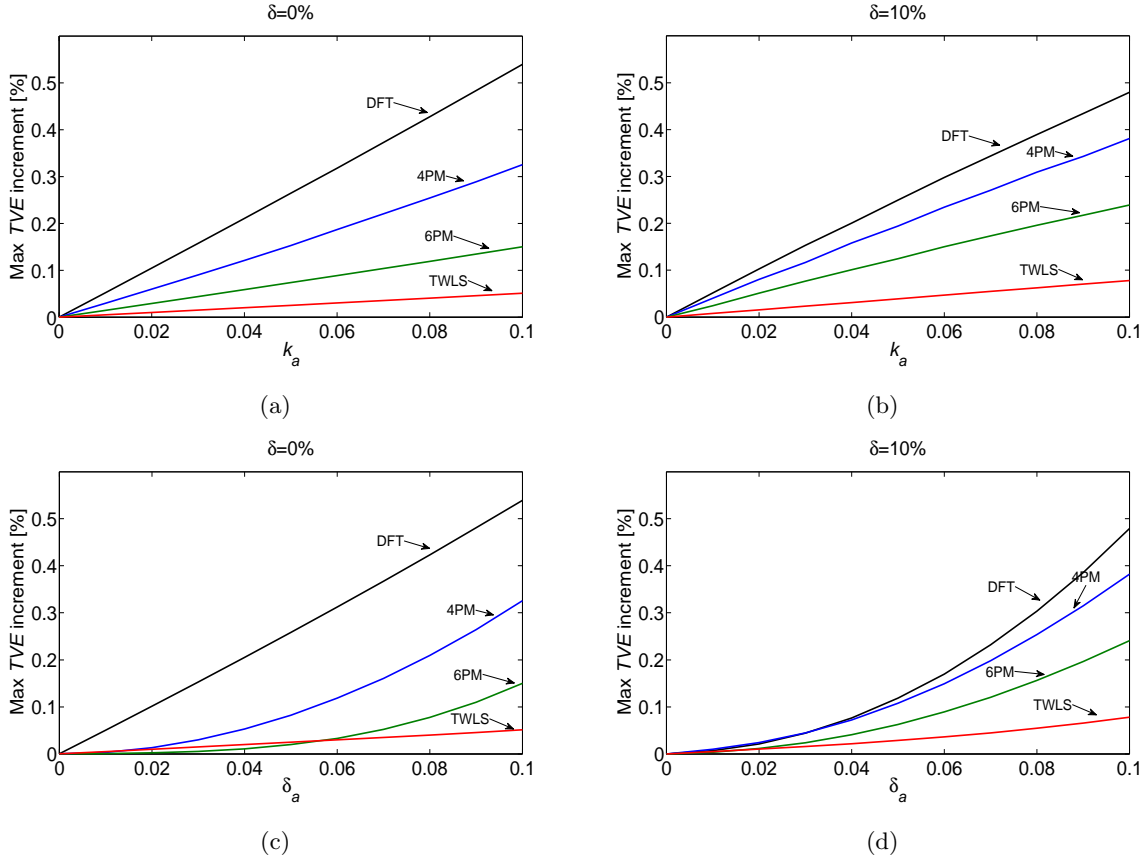 δ=0%
Max TVE increment [%]
0.5
0.4
0.3
0.2
0.1
0
DFT
4PM
6PM
TWLS
0 0.02 0.04 0.06 0.08 0.1
k_a
(a)
δ=10%
Max TVE increment [%]
0.5
0.4
0.3
0.2
0.1
0
DFT
4PM
6PM
TWLS
0 0.02 0.04 0.06 0.08 0.1
k_a
(b)
δ=0%
Max TVE increment [%]
0.5
0.4
0.3
0.2
0.1
0
DFT
4PM
6PM
TWLS
0 0.02 0.04 0.06 0.08 0.1
δ_a
(c)
δ=10%
Max TVE increment [%]
0.5
0.4
0.3
0.2
0.1
0
DFT
4PM
6PM
TWLS
0 0.02 0.04 0.06 0.08 0.1
δ_a
(d)